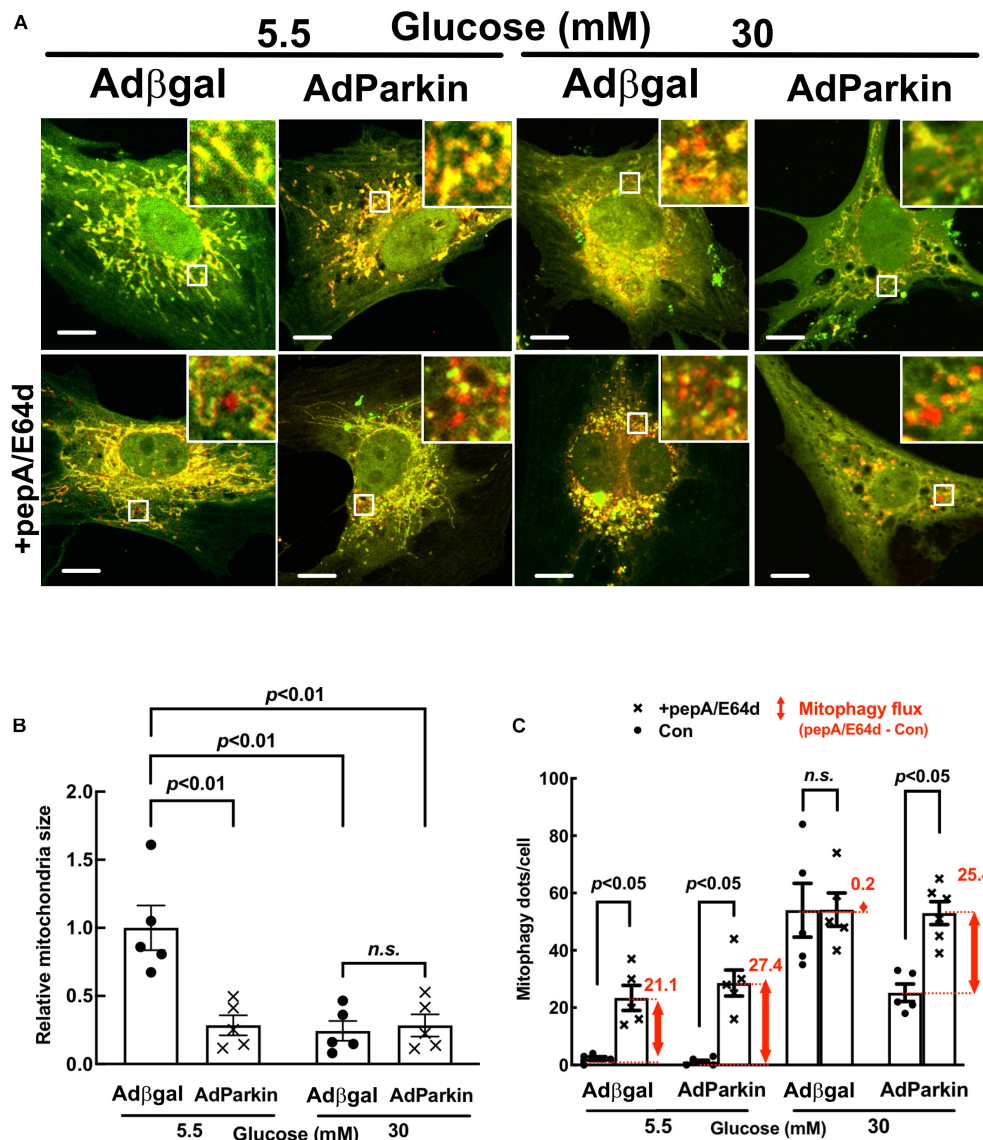 A
Glucose (mM)
5.5
30
Adβgal
AdParkin
Adβgal
AdParkin
+pepA/E64d
B
p<0.01
p<0.01
p<0.01
n.s.
Relative mitochondria size
2.0
1.5
1.0
0.5
0.0
Adβgal
AdParkin
Adβgal
AdParkin
5.5
Glucose (mM)
30
C
+pepA/E64d
Con
Mitophagy flux
(pepA/E64d - Con)
Mitophagy dots/cell
100
80
60
40
20
0
p<0.05
p<0.05
n.s.
p<0.05
21.1
27.4
0.2
Adβgal
AdParkin
Adβgal
AdParkin
5.5
Glucose (mM)
30